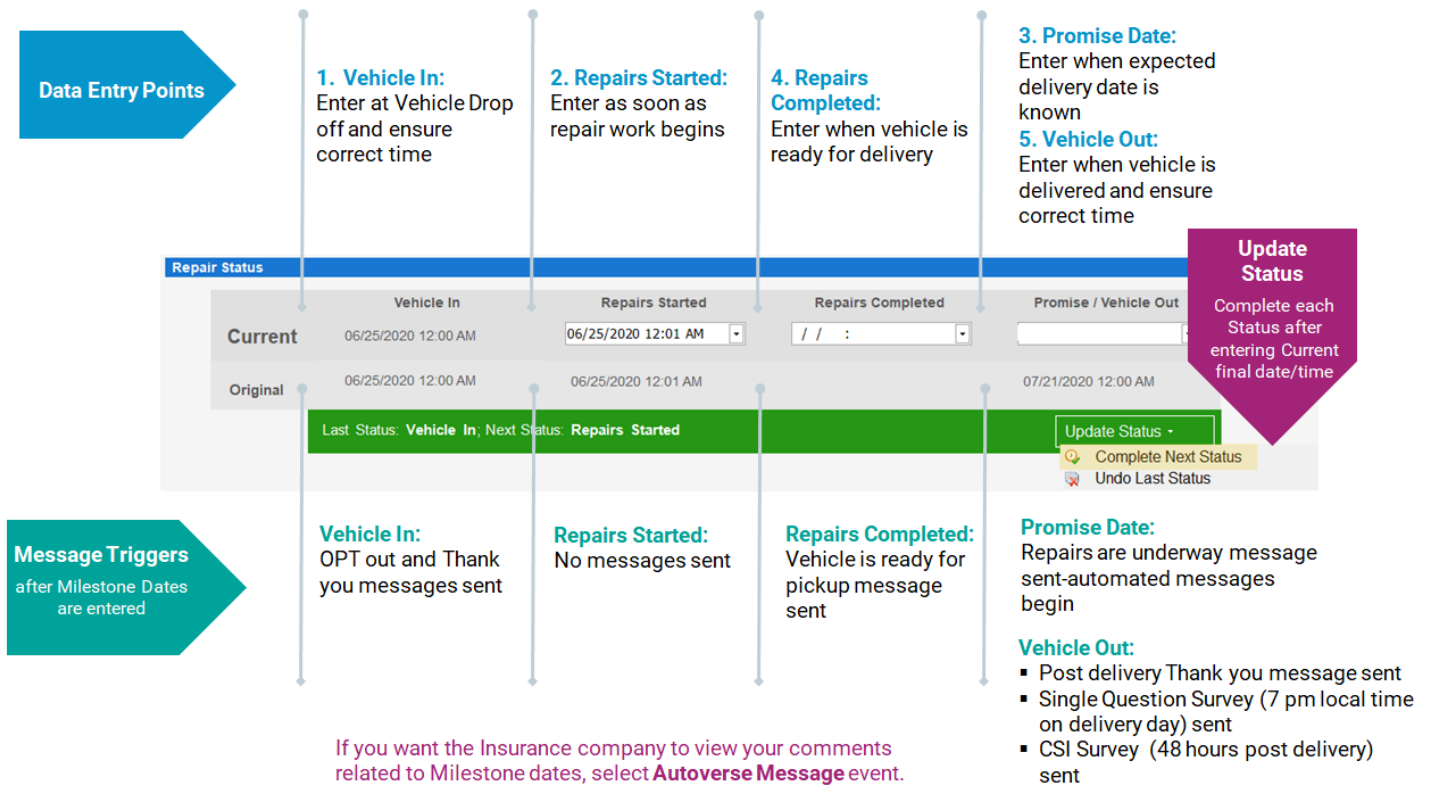 Data Entry Points
1. Vehicle In:
Enter at Vehicle Drop
off and ensure
correct time
2. Repairs Started:
Enter as soon as
repair work begins
4. Repairs
Completed:
Enter when vehicle is
ready for delivery
3. Promise Date:
Enter when expected
delivery date is
known
5. Vehicle Out:
Enter when vehicle is
delivered and ensure
correct time
Update
Status
Complete each
Status after
entering Current
final date/time
Repair Status
Vehicle In Repairs Started Repairs Completed Promise / Vehicle Out
Current 06/25/2020 12:00 AM 06/25/2020 12:01 AM / / :
Original 06/25/2020 12:00 AM 06/25/2020 12:01 AM 07/21/2020 12:00 AM
Last Status: Vehicle In; Next Status: Repairs Started Update Status
Complete Next Status
Undo Last Status
Message Triggers
after Milestone Dates
are entered
Vehicle In:
OPT out and Thank
you messages sent
Repairs Started:
No messages sent
Repairs Completed:
Vehicle is ready for
pickup message
sent
Promise Date:
Repairs are underway message
sent-automated messages
begin
Vehicle Out:
▪ Post delivery Thank you message sent
▪ Single Question Survey (7 pm local time
on delivery day) sent
▪ CSI Survey (48 hours post delivery)
sent
If you want the Insurance company to view your comments
related to Milestone dates, select Autoverse Message event.